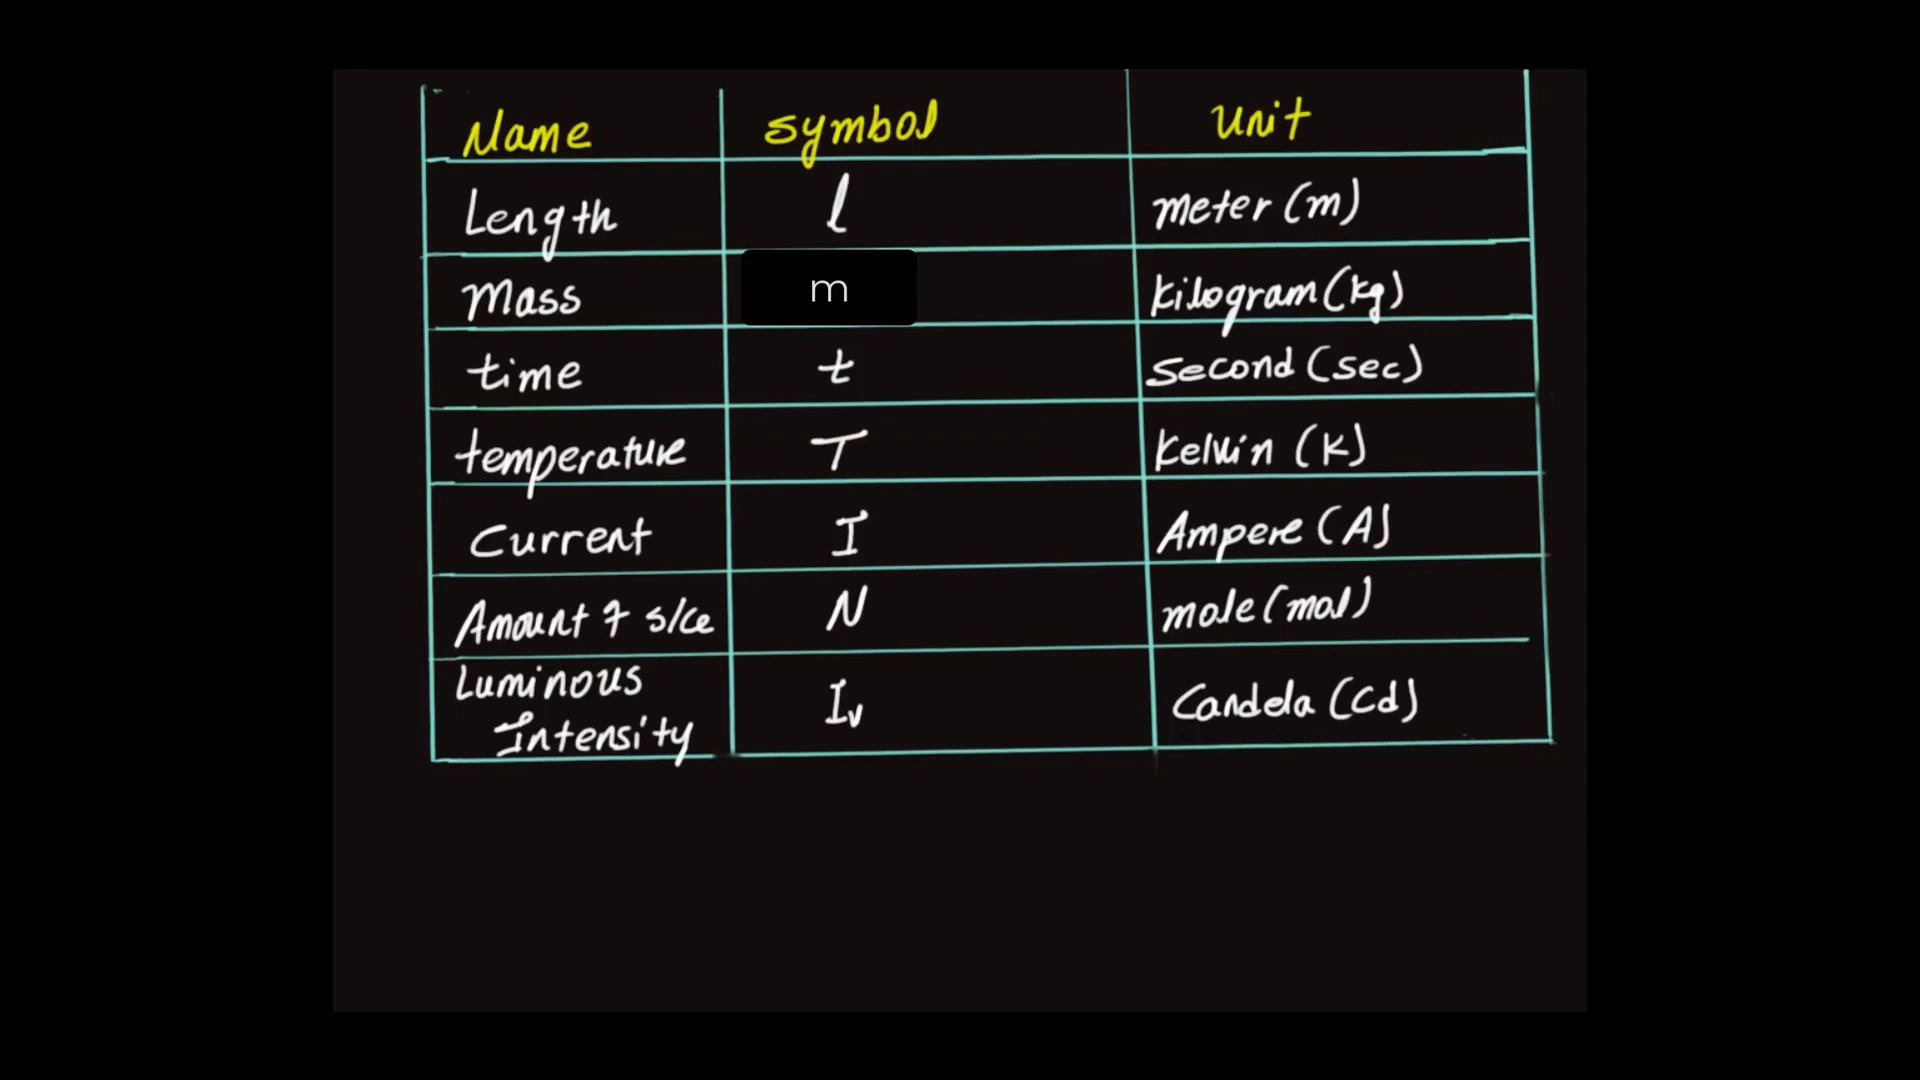 Name symbol unit
Length l meter (m)
Mass m kilogram (kg)
time t second (sec)
temperature T kelvin (K)
Current I Ampere (A)
Amount of s/ce N mole (mol)
Luminous
Intensity Iv Candela (Cd)